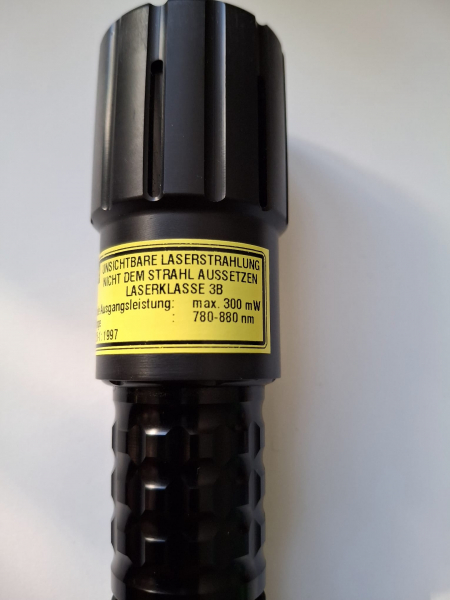 UNSICHTBARE LASERSTRAHLUNG
NICHT DEM STRAHL AUSSETZEN
LASERKLASSE 3B
Ausgangsleistung: max. 300 mW
: 780-880 nm
1997